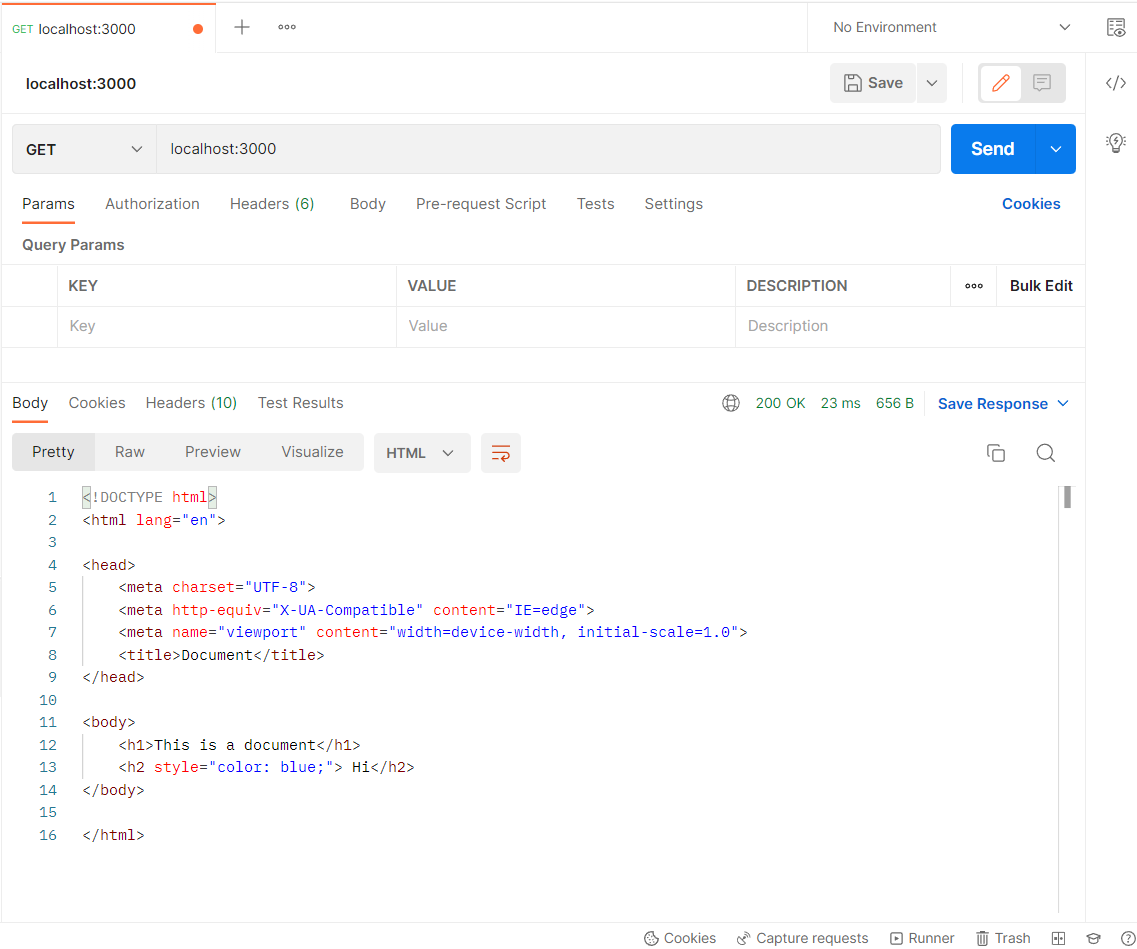 GET localhost:3000
No Environment
localhost:3000
Save
GET localhost:3000 Send
Params Authorization Headers (6) Body Pre-request Script Tests Settings Cookies
Query Params
KEY VALUE DESCRIPTION Bulk Edit
Key Value Description
Body Cookies Headers (10) Test Results 200 OK 23 ms 656 B Save Response
Pretty Raw Preview Visualize HTML
1 <!DOCTYPE html>
2 <html lang="en">
3
4 <head>
5 <meta charset="UTF-8">
6 <meta http-equiv="X-UA-Compatible" content="IE=edge">
7 <meta name="viewport" content="width=device-width, initial-scale=1.0">
8 <title>Document</title>
9 </head>
10
11 <body>
12 <h1>This is a document</h1>
13 <h2 style="color: blue;"> Hi</h2>
14 </body>
15
16 </html>
Cookies Capture requests Runner Trash